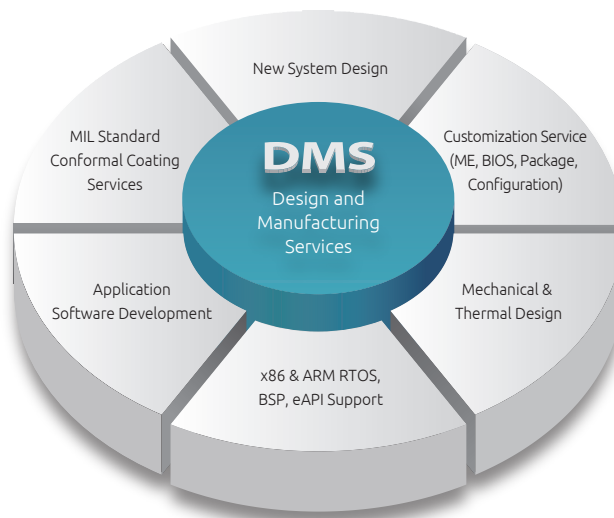 New System Design
MIL Standard
Conformal Coating
Services
Customization Service
(ME, BIOS, Package,
Configuration)
DMS
Design and
Manufacturing
Services
Application
Software Development
Mechanical &
Thermal Design
x86 & ARM RTOS,
BSP, eAPI Support